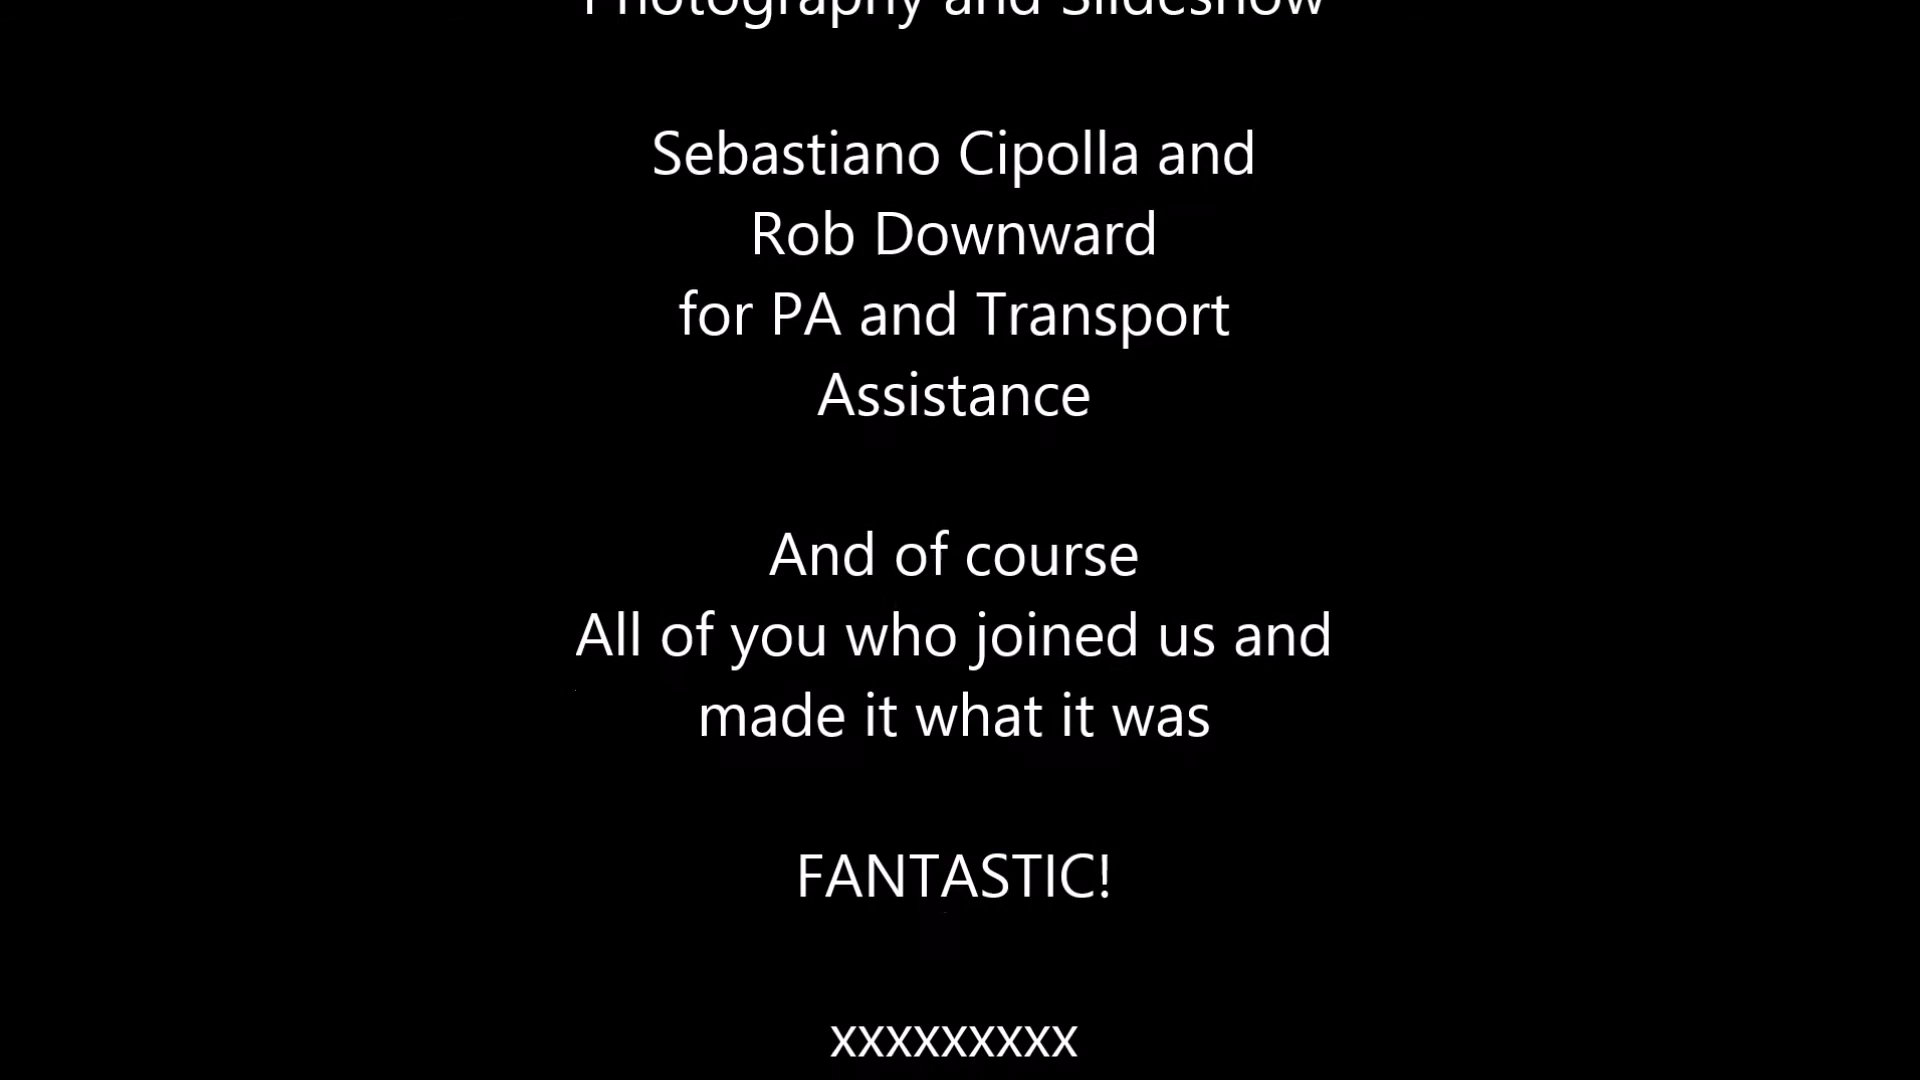 Photography and Slideshow
Sebastiano Cipolla and
Rob Downward
for PA and Transport
Assistance
And of course
All of you who joined us and
made it what it was
FANTASTIC!
xxxxxxxxx